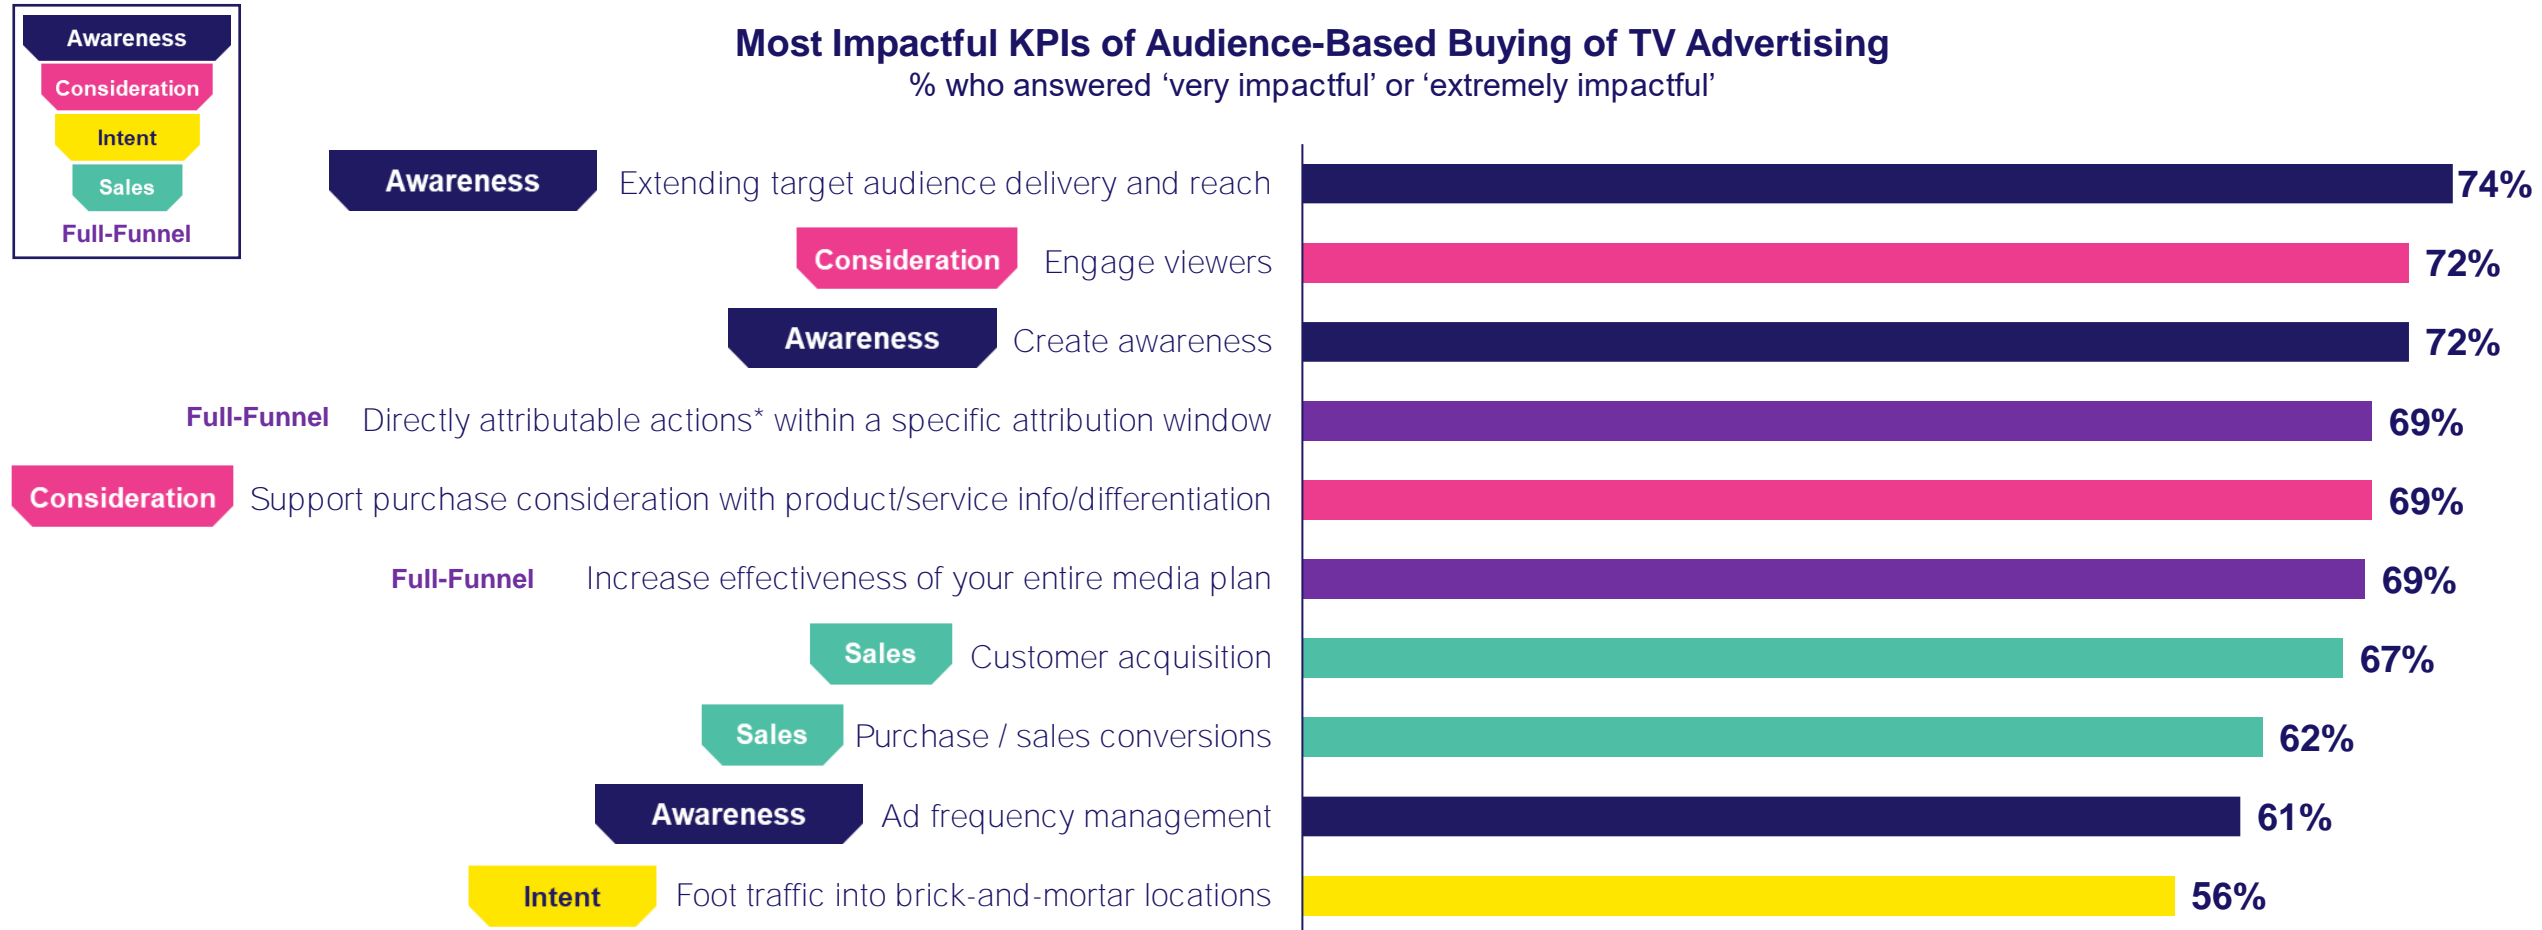 Awareness
Consideration
Intent
Sales
Full-Funnel
Most Impactful KPIs of Audience-Based Buying of TV Advertising
% who answered ‘very impactful’ or ‘extremely impactful’
Awareness Extending target audience delivery and reach 74%
Consideration Engage viewers 72%
Awareness Create awareness 72%
Full-Funnel Directly attributable actions* within a specific attribution window 69%
Consideration Support purchase consideration with product/service info/differentiation 69%
Full-Funnel Increase effectiveness of your entire media plan 69%
Sales Customer acquisition 67%
Sales Purchase / sales conversions 62%
Awareness Ad frequency management 61%
Intent Foot traffic into brick-and-mortar locations 56%